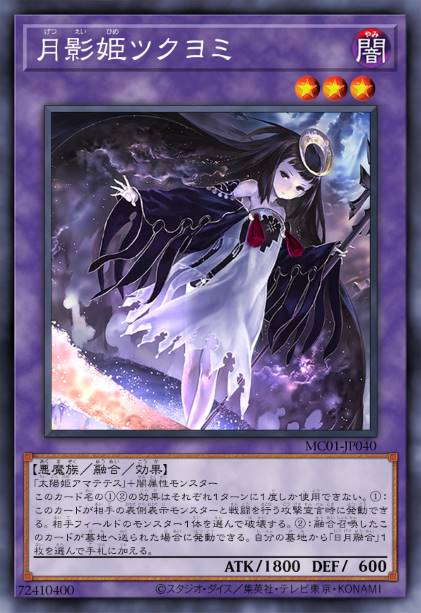 月影姫ツクヨミ
闇
MC01-JP040
【悪魔族/融合/効果】
「太陽姫アマテテス」+闇属性モンスター
このカード名の①②の効果はそれぞれ1ターンに1度しか使用できない。①:
このカードが相手の表側表示モンスターと戦闘を行う攻撃宣言時に発動で
きる。相手フィールドのモンスター1体を選んで破壊する。②:融合召喚したこ
のカードが墓地へ送られた場合に発動できる。自分の墓地から「日月融合」1
枚を選んで手札に加える。
ATK/1800 DEF/ 600
72410400 ©スタジオ・ダイス/集英社・テレビ東京・KONAMI